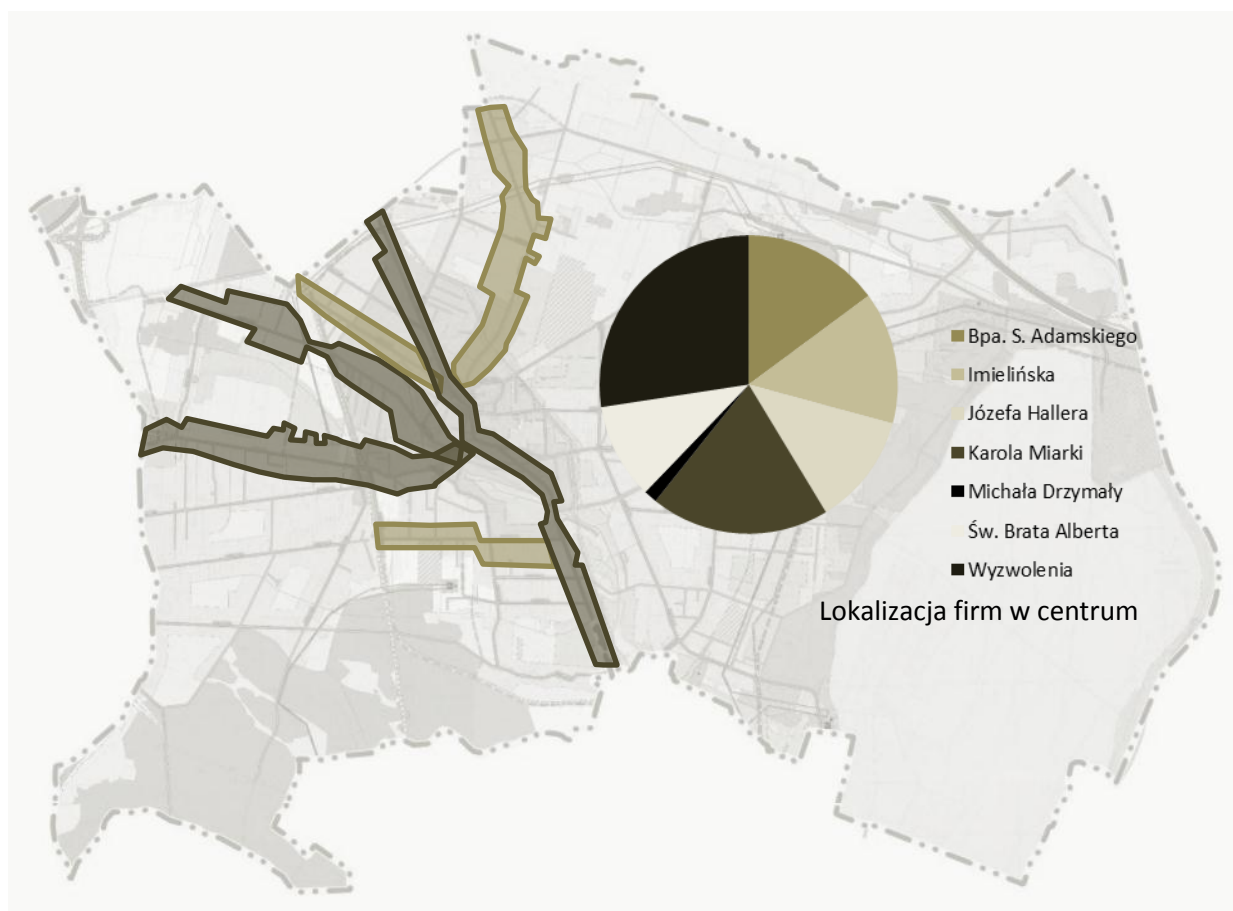 Bpa. S. Adamskiego
Imielińska
Józefa Hallera
Karola Miarki
Michała Drzymały
Św. Brata Alberta
Wyzwolenia
Lokalizacja firm w centrum